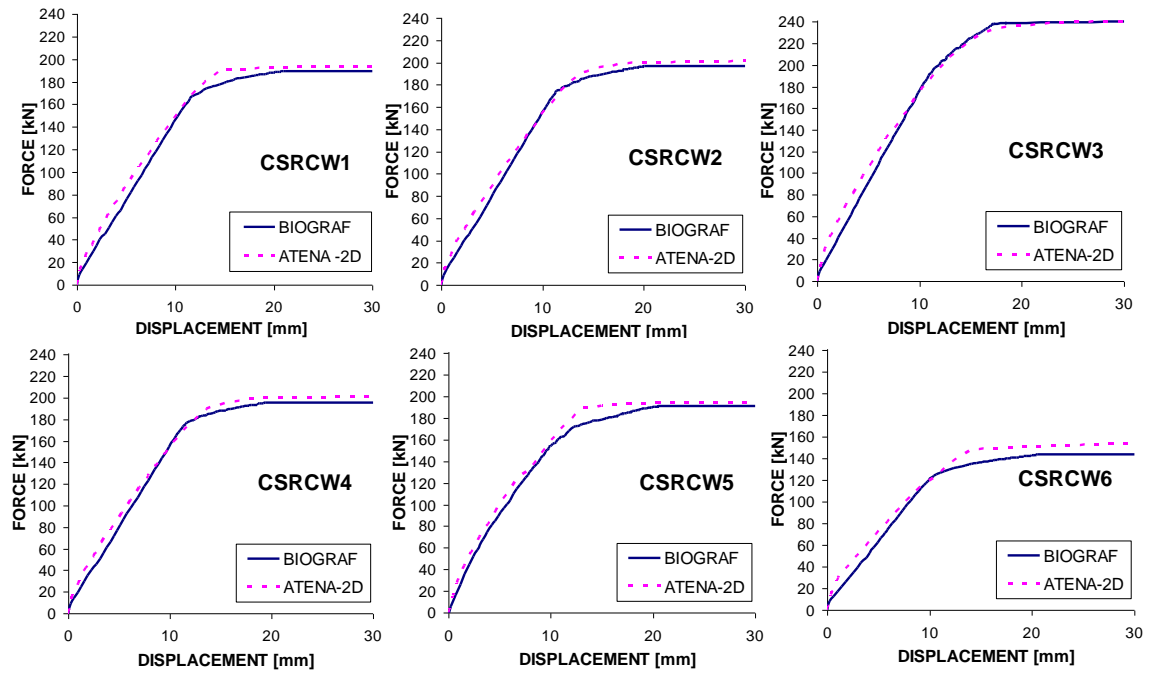 240
220
200
180
160
140
120
100
80
60
40
20
0
FORCE [kN]
CSRCW1
BIOGRAF
ATENA -2D
0 10 20 30
DISPLACEMENT [mm]
240
220
200
180
160
140
120
100
80
60
40
20
0
FORCE [kN]
CSRCW2
BIOGRAF
ATENA-2D
0 10 20 30
DISPLACEMENT [mm]
240
220
200
180
160
140
120
100
80
60
40
20
0
FORCE [kN]
CSRCW3
BIOGRAF
ATENA-2D
0 10 20 30
DISPLACEMENT [mm]
240
220
200
180
160
140
120
100
80
60
40
20
0
FORCE [kN]
CSRCW4
BIOGRAF
ATENA-2D
0 10 20 30
DISPLACEMENT [mm]
240
220
200
180
160
140
120
100
80
60
40
20
0
FORCE [kN]
CSRCW5
BIOGRAF
ATENA-2D
0 10 20 30
DISPLACEMENT [mm]
240
220
200
180
160
140
120
100
80
60
40
20
0
FORCE [kN]
CSRCW6
BIOGRAF
ATENA-2D
0 10 20 30
DISPLACEMENT [mm]